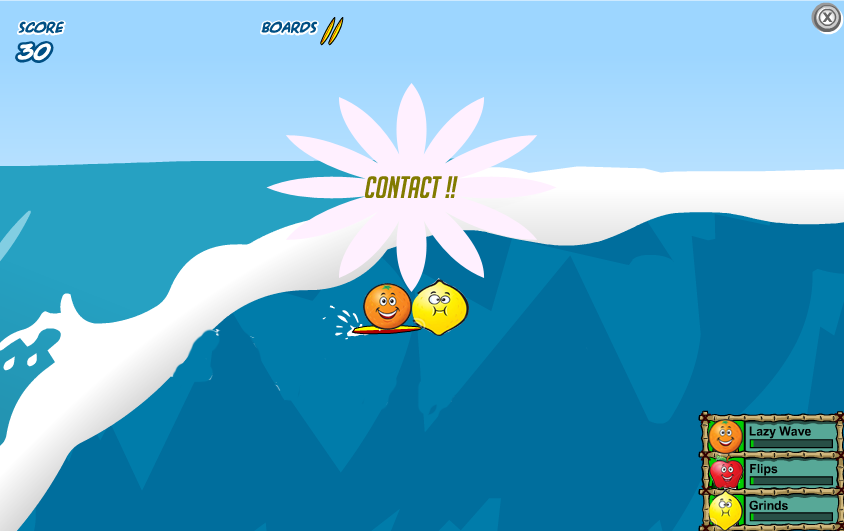 SCORE
30
BOARDS
X
CONTACT !!
Lazy Wave
Flips
Grinds